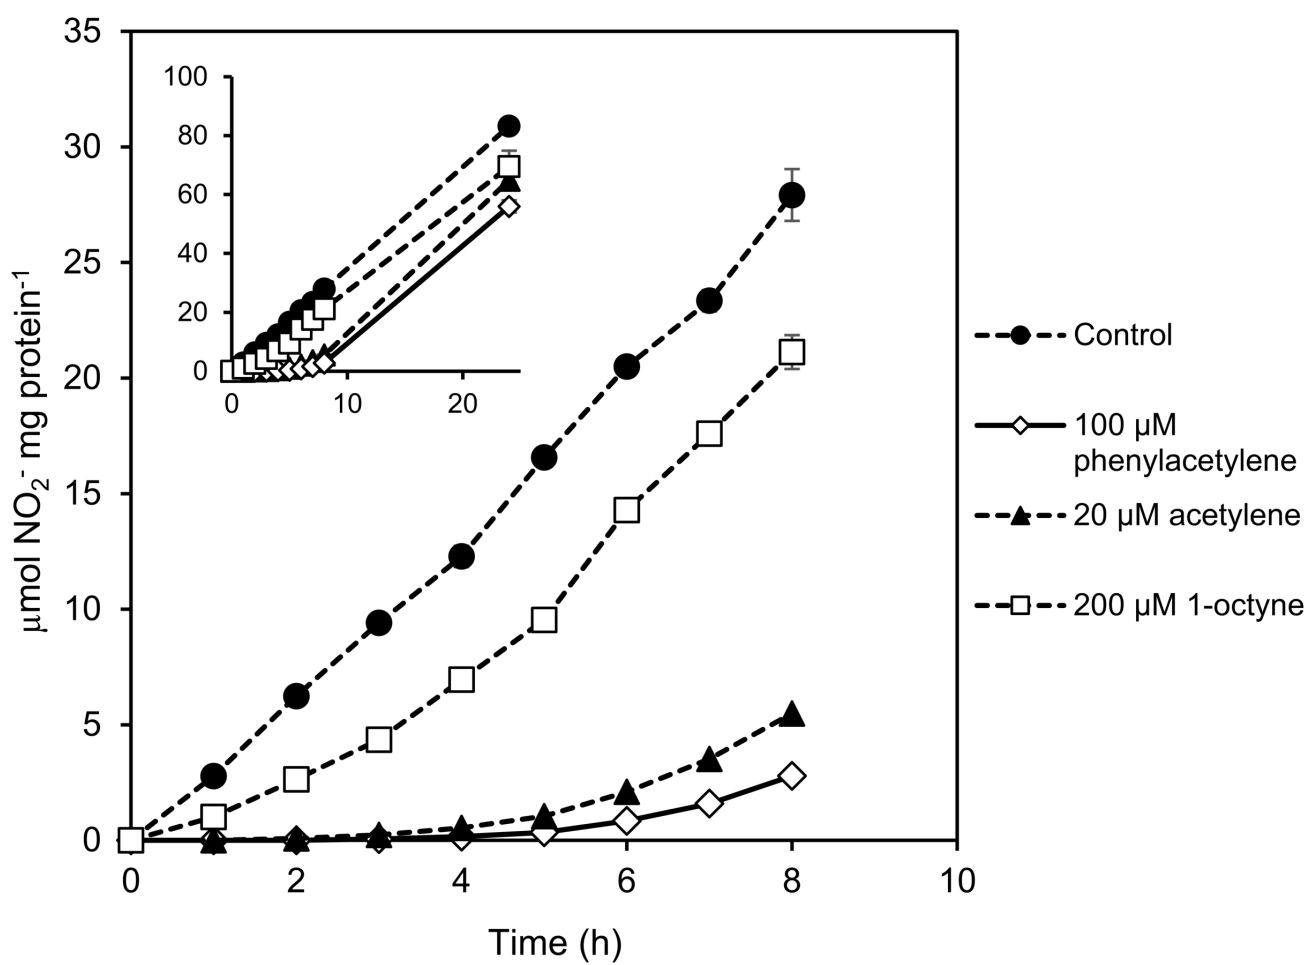 35
30
25
20
15
10
5
0
0 2 4 6 8 10
Time (h)
μmol NO₂⁻ mg protein⁻¹
100
80
60
40
20
0
0 10 20
Control
100 μM
phenylacetylene
20 μM acetylene
200 μM 1-octyne